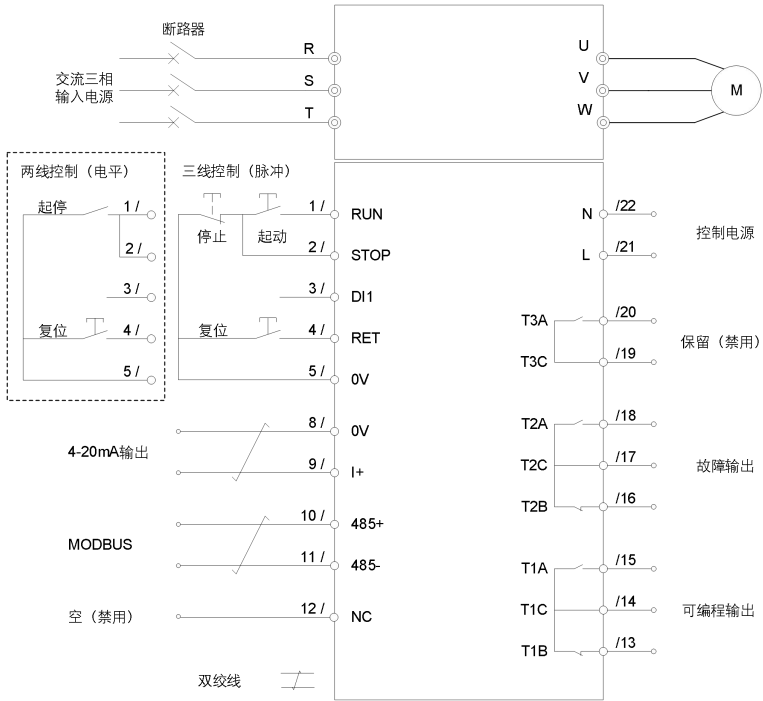 断路器
R
S
T
交流三相
输入电源
U
V
W
M
两线控制（电平）
起停
1 /
2 /
3 /
复位
4 /
5 /
三线控制（脉冲）
停止
起动
复位
1 /
2 /
3 /
4 /
5 /
RUN
STOP
DI1
RET
0V
4-20mA输出
8 /
0V
9 /
I+
MODBUS
10 /
485+
11 /
485-
空（禁用）
12 /
NC
双绞线
N
/22
L
/21
控制电源
T3A
/20
T3C
/19
保留（禁用）
T2A
/18
T2C
/17
T2B
/16
故障输出
T1A
/15
T1C
/14
T1B
/13
可编程输出